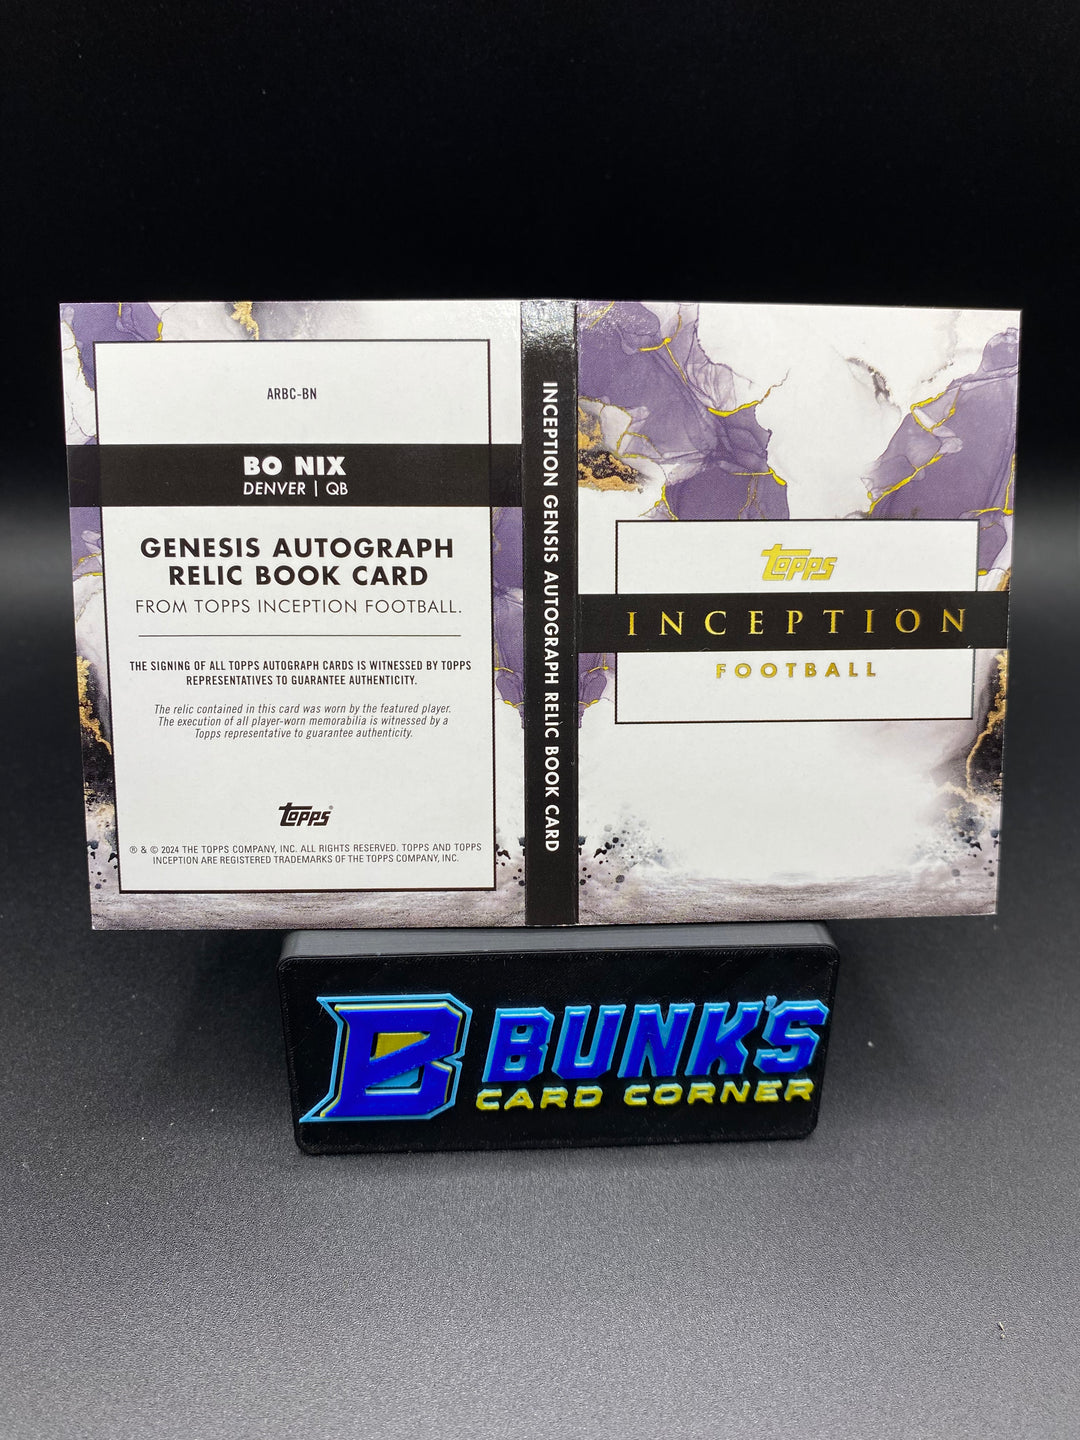 ARBC-BN
BO NIX
DENVER | QB
GENESIS AUTOGRAPH
RELIC BOOK CARD
FROM TOPPS INCEPTION FOOTBALL.
THE SIGNING OF ALL TOPPS AUTOGRAPH CARDS IS WITNESSED BY TOPPS
REPRESENTATIVES TO GUARANTEE AUTHENTICITY.
The relic contained in this card was worn by the featured player.
The execution of all player-worn memorabilia is witnessed by a
Topps representative to guarantee authenticity.
Topps®
® & © 2024 THE TOPPS COMPANY, INC. ALL RIGHTS RESERVED. TOPPS AND TOPPS
INCEPTION ARE REGISTERED TRADEMARKS OF THE TOPPS COMPANY, INC.
INCEPTION GENSIS AUTOGRAPH RELIC BOOK CARD
Topps
INCEPTION
FOOTBALL
B BUNK'S
CARD CORNER